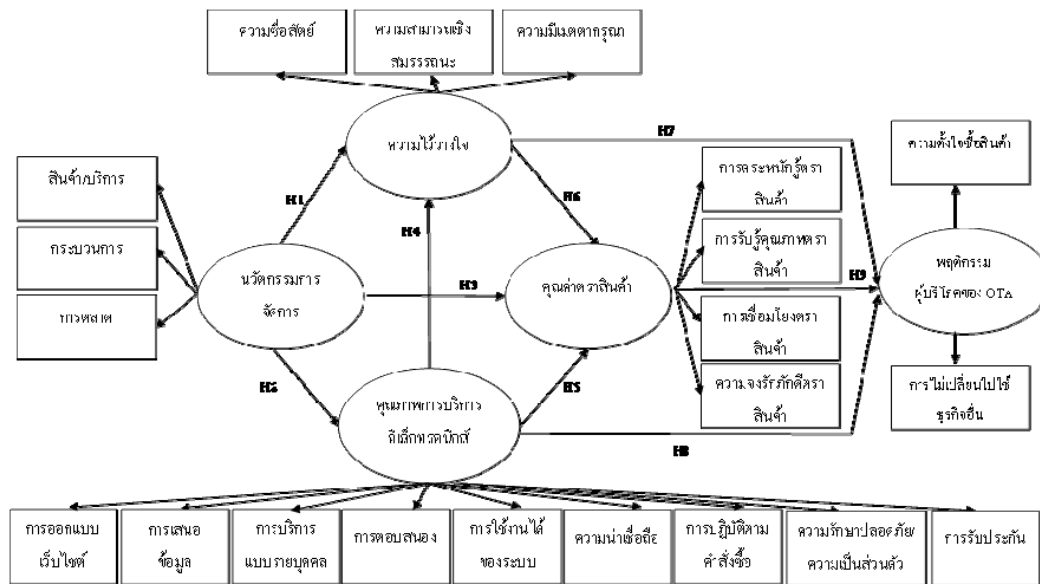 ความซื่อสัตย์
ความสามารถเชิง
สมรรรถนะ
ความมีเมตตากรุณา
ความไว้วางใจ
H7
ความตั้งใจซื้อสินค้า
สินค้า/บริการ
กระบวนการ
การตลาด
H1
H4
H6
การตระหนักรู้ตรา
สินค้า
การรับรู้คุณภาพตรา
สินค้า
นวัตกรรมการ
จัดการ
H3
คุณค่าตราสินค้า
H9
พฤติกรรม
ผู้บริโภคของ OTA
การเชื่อมโยงตรา
สินค้า
ความจงรักภักดีตรา
สินค้า
คุณภาพการบริการ
อิเล็กทรอนิกส์
H5
H8
การไม่เปลี่ยนไปใช้
ธุรกิจอื่น
การออกแบบ
เว็บไซต์
การเสนอ
ข้อมูล
การบริการ
แบบรายบุคคล
การตอบสนอง
การใช้งานได้
ของระบบ
ความน่าเชื่อถือ
การปฏิบัติตาม
คำสั่งซื้อ
ความรักษาปลอดภัย/
ความเป็นส่วนตัว
การรับประกัน